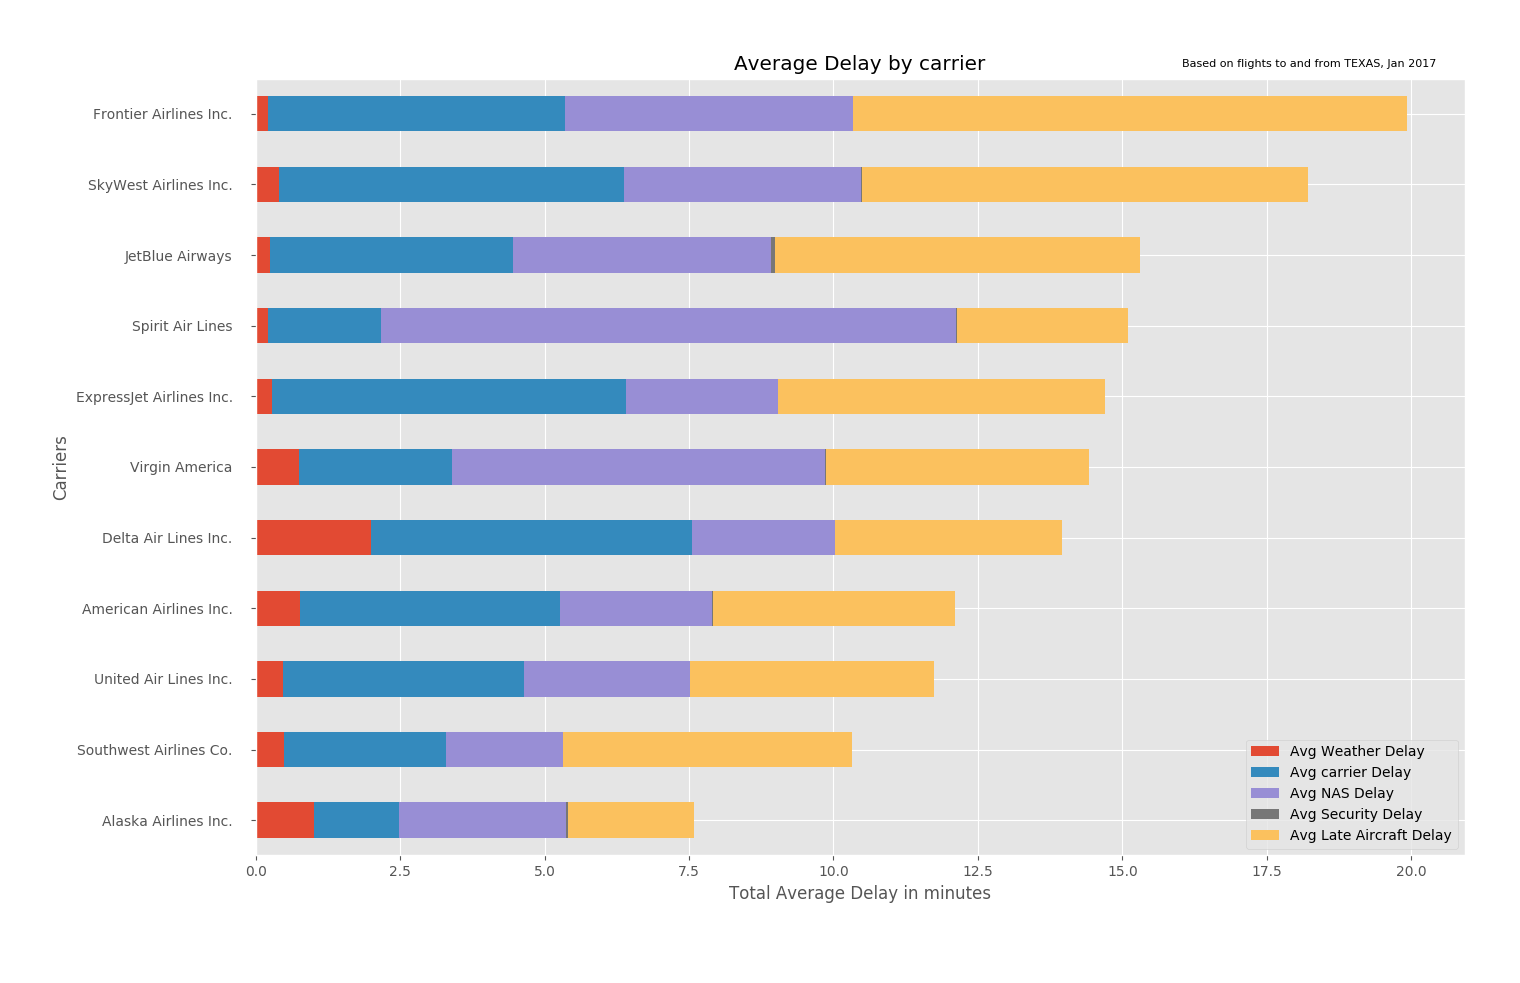 Average Delay by carrier
Based on flights to and from TEXAS, Jan 2017
Carriers
Frontier Airlines Inc.
SkyWest Airlines Inc.
JetBlue Airways
Spirit Air Lines
ExpressJet Airlines Inc.
Virgin America
Delta Air Lines Inc.
American Airlines Inc.
United Air Lines Inc.
Southwest Airlines Co.
Alaska Airlines Inc.
Avg Weather Delay
Avg carrier Delay
Avg NAS Delay
Avg Security Delay
Avg Late Aircraft Delay
0.0 2.5 5.0 7.5 10.0 12.5 15.0 17.5 20.0
Total Average Delay in minutes